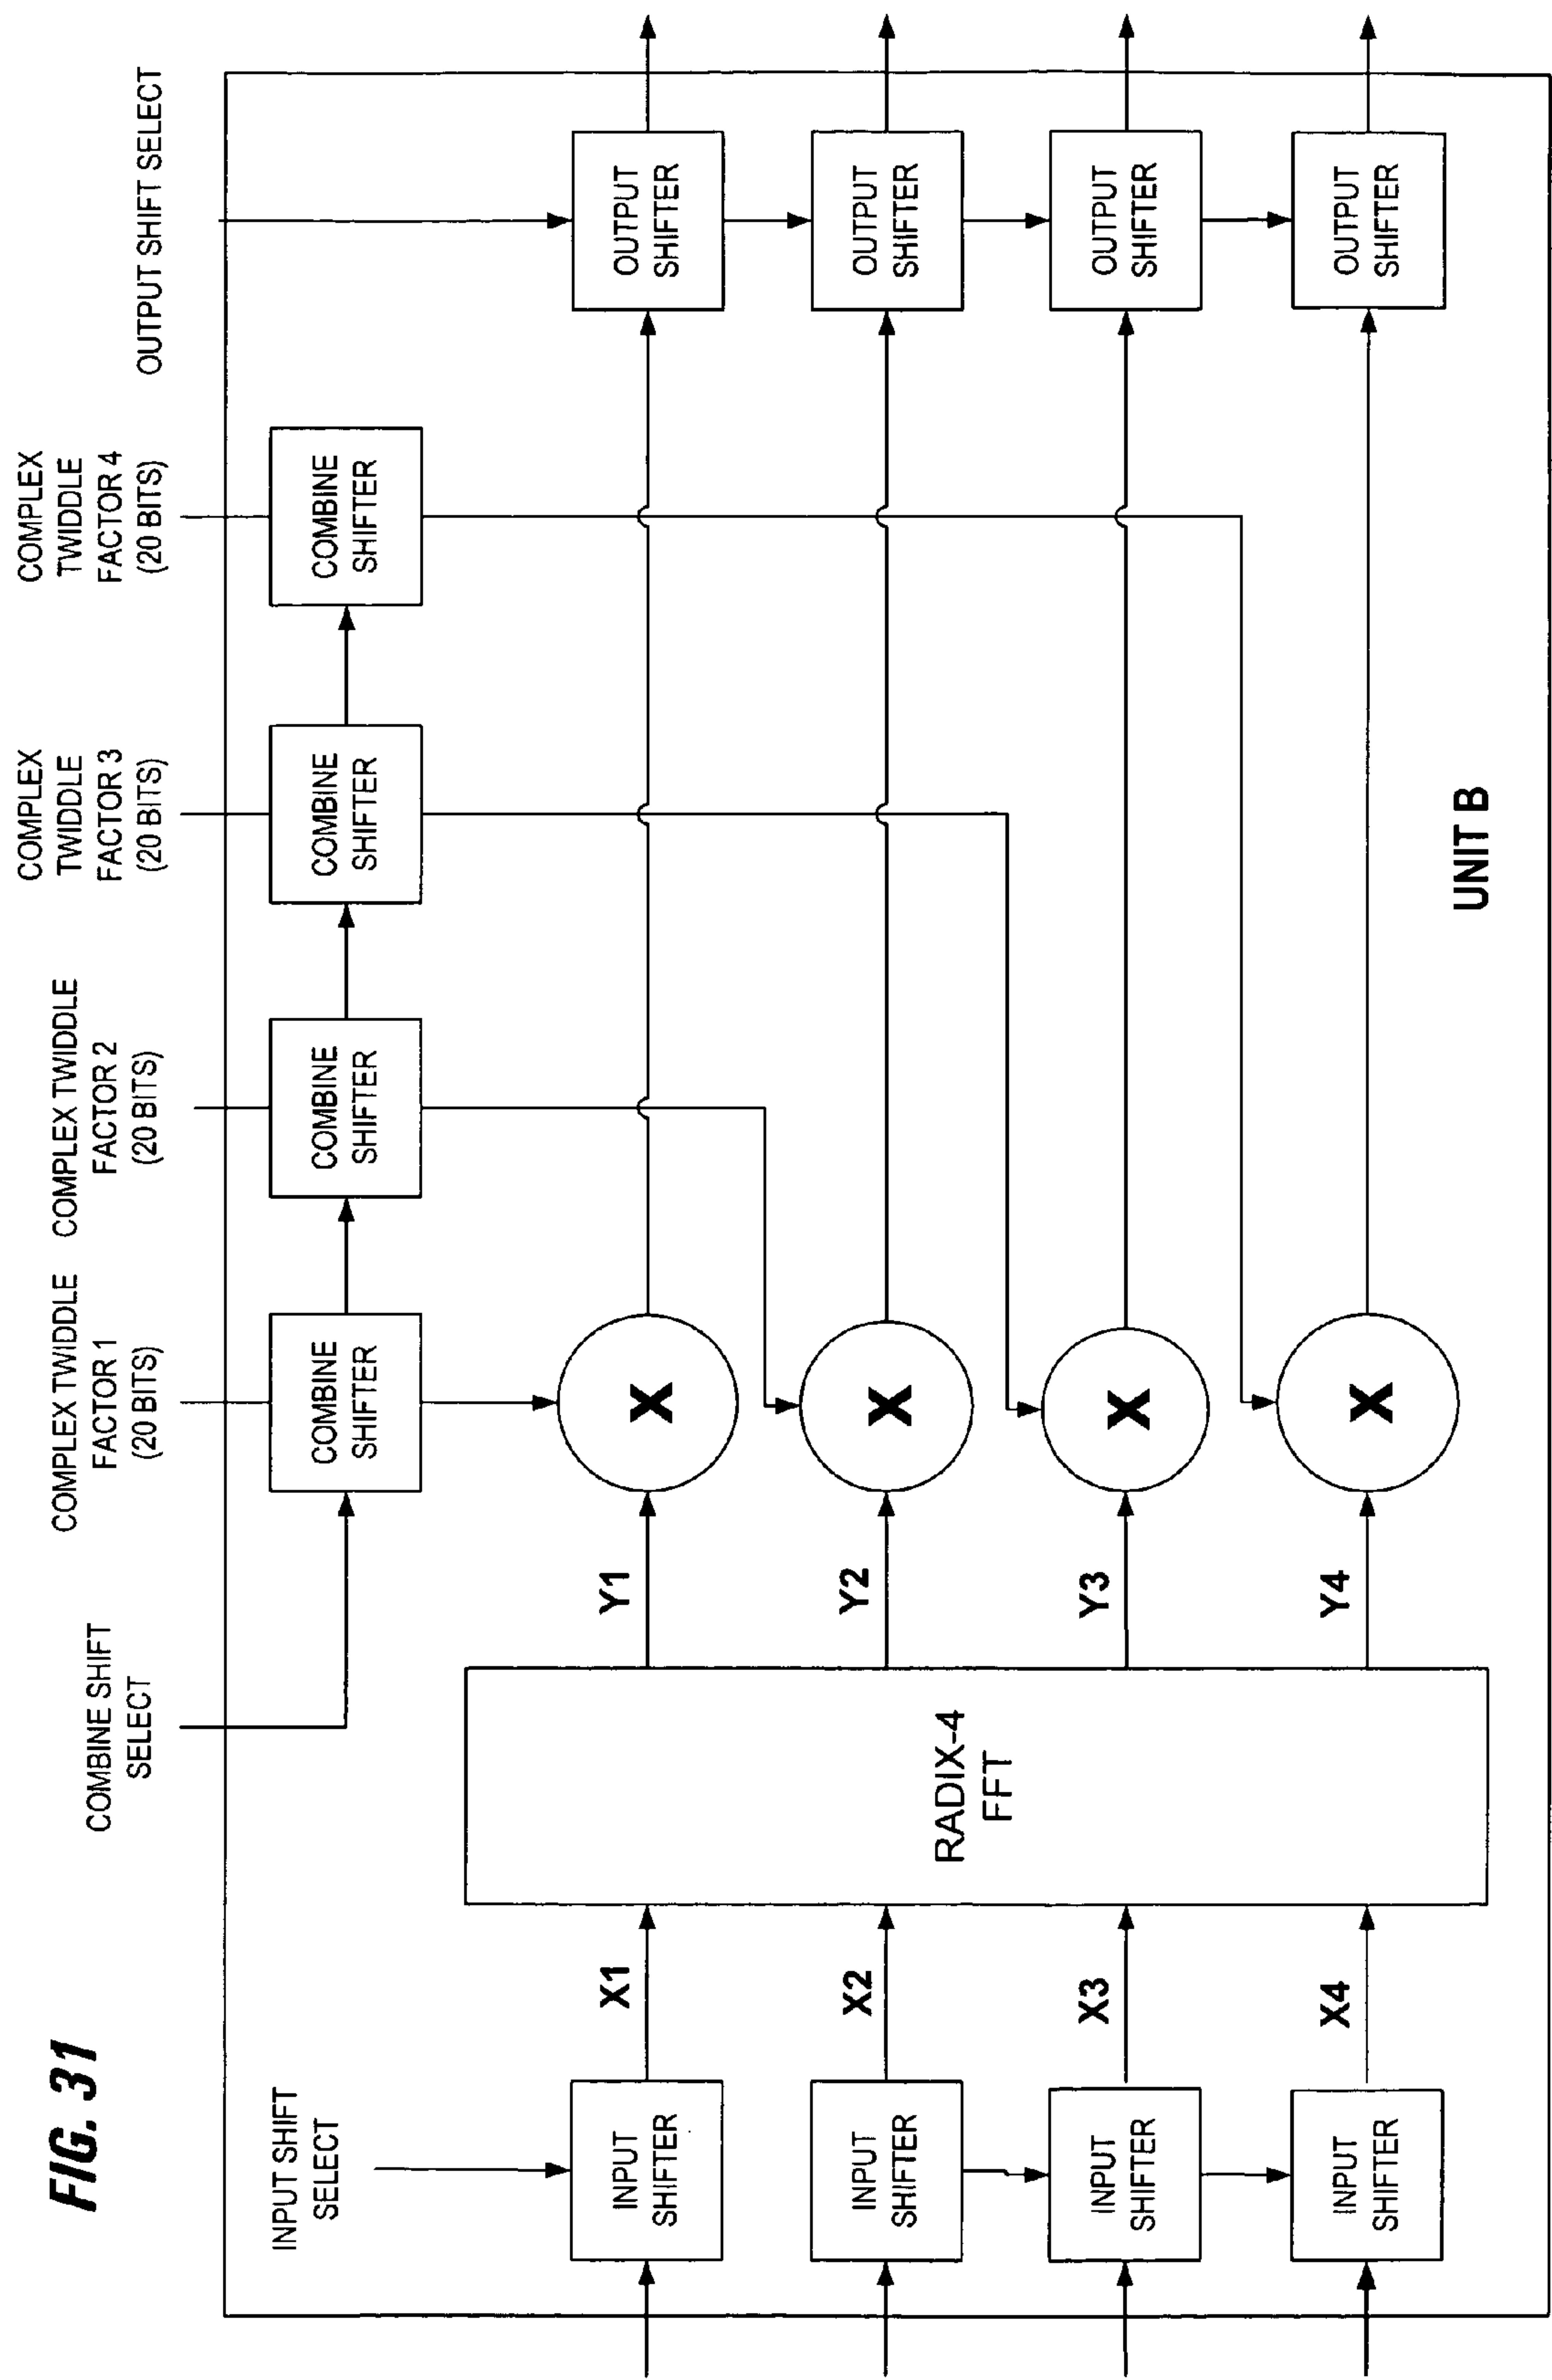 FIG. 31
INPUT SHIFT
SELECT
COMBINE SHIFT
SELECT
COMPLEX TWIDDLE
FACTOR 1
(20 BITS)
COMPLEX TWIDDLE
FACTOR 2
(20 BITS)
COMPLEX
TWIDDLE
FACTOR 3
(20 BITS)
COMPLEX
TWIDDLE
FACTOR 4
(20 BITS)
OUTPUT SHIFT SELECT
COMBINE
SHIFTER
COMBINE
SHIFTER
COMBINE
SHIFTER
COMBINE
SHIFTER
INPUT
SHIFTER
X1
Y1
X
OUTPUT
SHIFTER
INPUT
SHIFTER
X2
Y2
X
OUTPUT
SHIFTER
RADIX-4
FFT
INPUT
SHIFTER
X3
Y3
X
OUTPUT
SHIFTER
INPUT
SHIFTER
X4
Y4
X
OUTPUT
SHIFTER
UNIT B